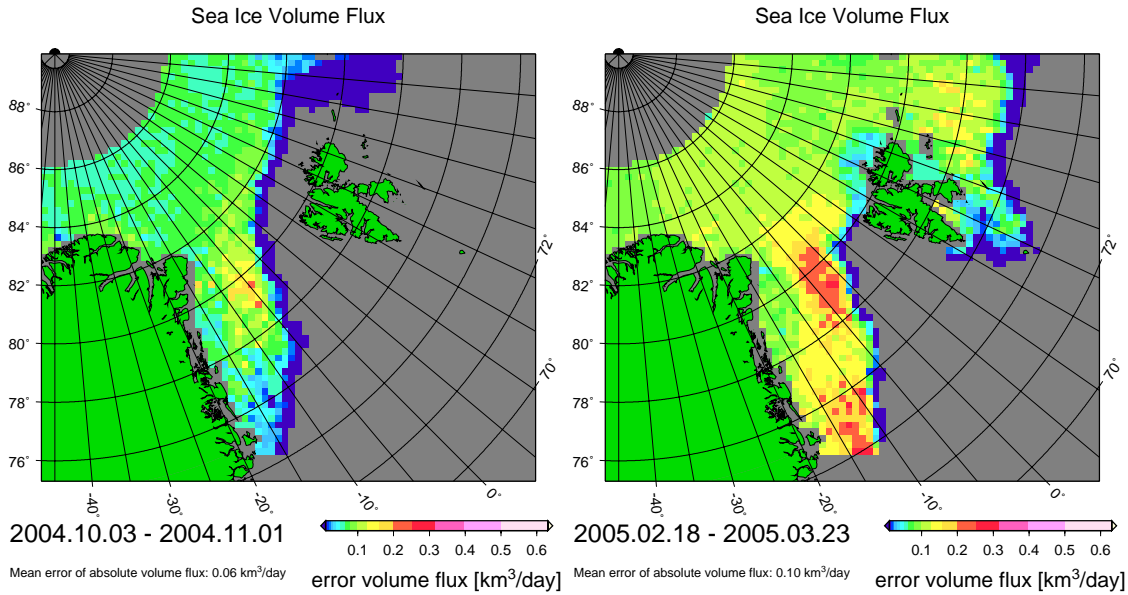 Sea Ice Volume Flux
88˚
86˚
84˚
82˚
80˚
78˚
76˚
-40˚
-30˚
-20˚
-10˚
0˚
70˚
72˚
2004.10.03 - 2004.11.01
0.1 0.2 0.3 0.4 0.5 0.6
Mean error of absolute volume flux: 0.06 km³/day
error volume flux [km³/day]
Sea Ice Volume Flux
88˚
86˚
84˚
82˚
80˚
78˚
76˚
-40˚
-30˚
-20˚
-10˚
0˚
70˚
72˚
2005.02.18 - 2005.03.23
0.1 0.2 0.3 0.4 0.5 0.6
Mean error of absolute volume flux: 0.10 km³/day
error volume flux [km³/day]